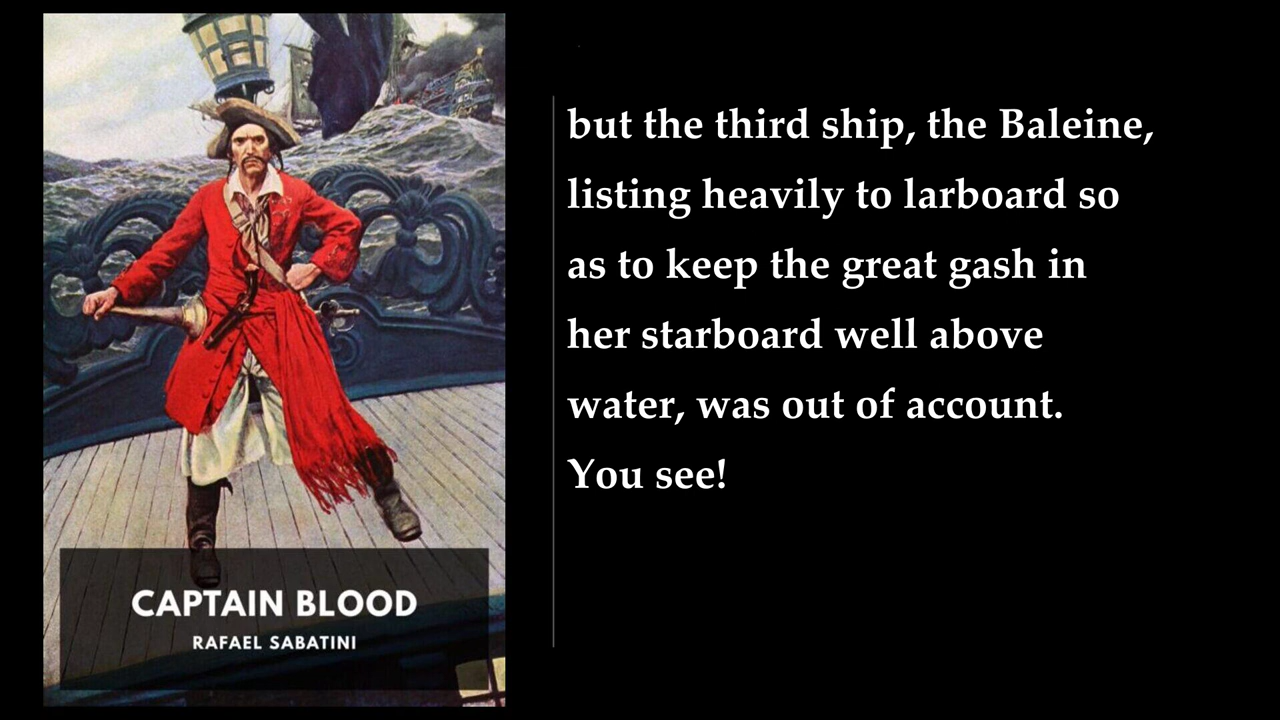 but the third ship, the Baleine,
listing heavily to larboard so
as to keep the great gash in
her starboard well above
water, was out of account.
You see!
CAPTAIN BLOOD
RAFAEL SABATINI